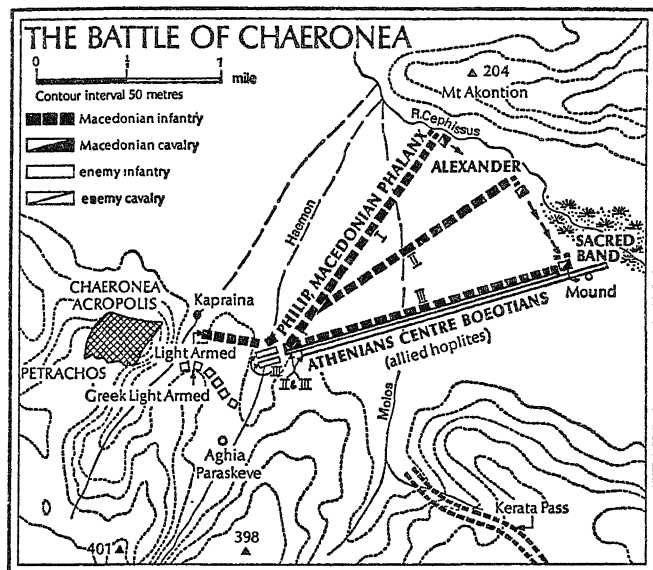 THE BATTLE OF CHAERONEA
0 ½ 1
mile
Contour interval 50 metres
Macedonian infantry
Macedonian cavalry
enemy infantry
enemy cavalry
204
Mt Akontion
R.Cephissus
ALEXANDER
PHILIP MACEDONIAN PHALANX
I
II
III
Haemon
SACRED
BAND
Mound
CHAERONEA
ACROPOLIS
Kapraina
Light Armed
PETRACHOS
Greek Light Armed
ATHENIANS CENTRE BOEOTIANS
(allied hoplites)
II & III
Molos
Aghia
Paraskeve
Kerata Pass
401
398